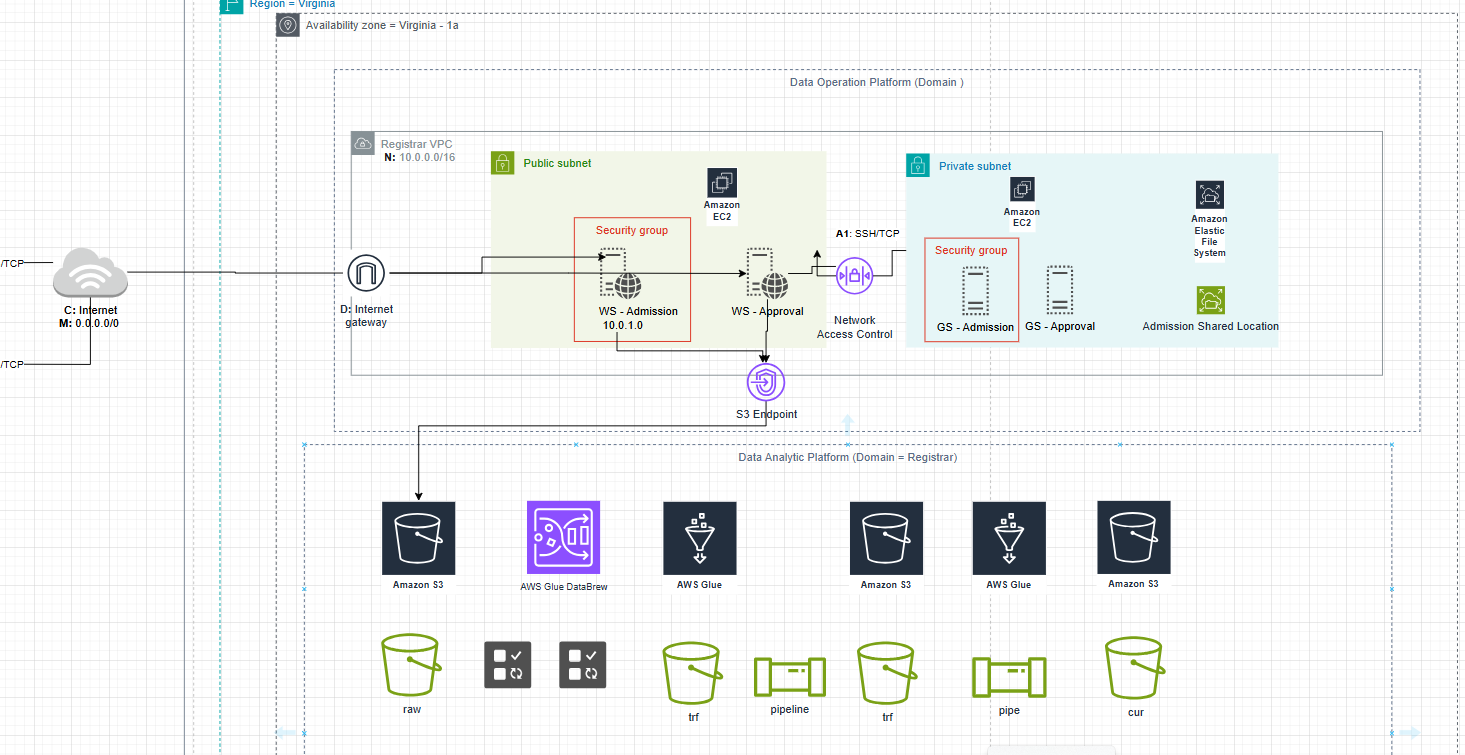 Region = Virginia
Availability zone = Virginia - 1a
Data Operation Platform (Domain )
Registrar VPC
N: 10.0.0.0/16
Public subnet
Private subnet
Amazon
EC2
Amazon
EC2
Amazon
Elastic
File
System
Security group
A1: SSH/TCP
Security group
/TCP
C: Internet
M: 0.0.0.0/0
D: Internet
gateway
WS - Admission
10.0.1.0
WS - Approval
Network
Access Control
GS - Admission
GS - Approval
Admission Shared Location
/TCP
S3 Endpoint
Data Analytic Platform (Domain = Registrar)
Amazon S3
AWS Glue DataBrew
AWS Glue
Amazon S3
AWS Glue
Amazon S3
raw
trf
pipeline
trf
pipe
cur